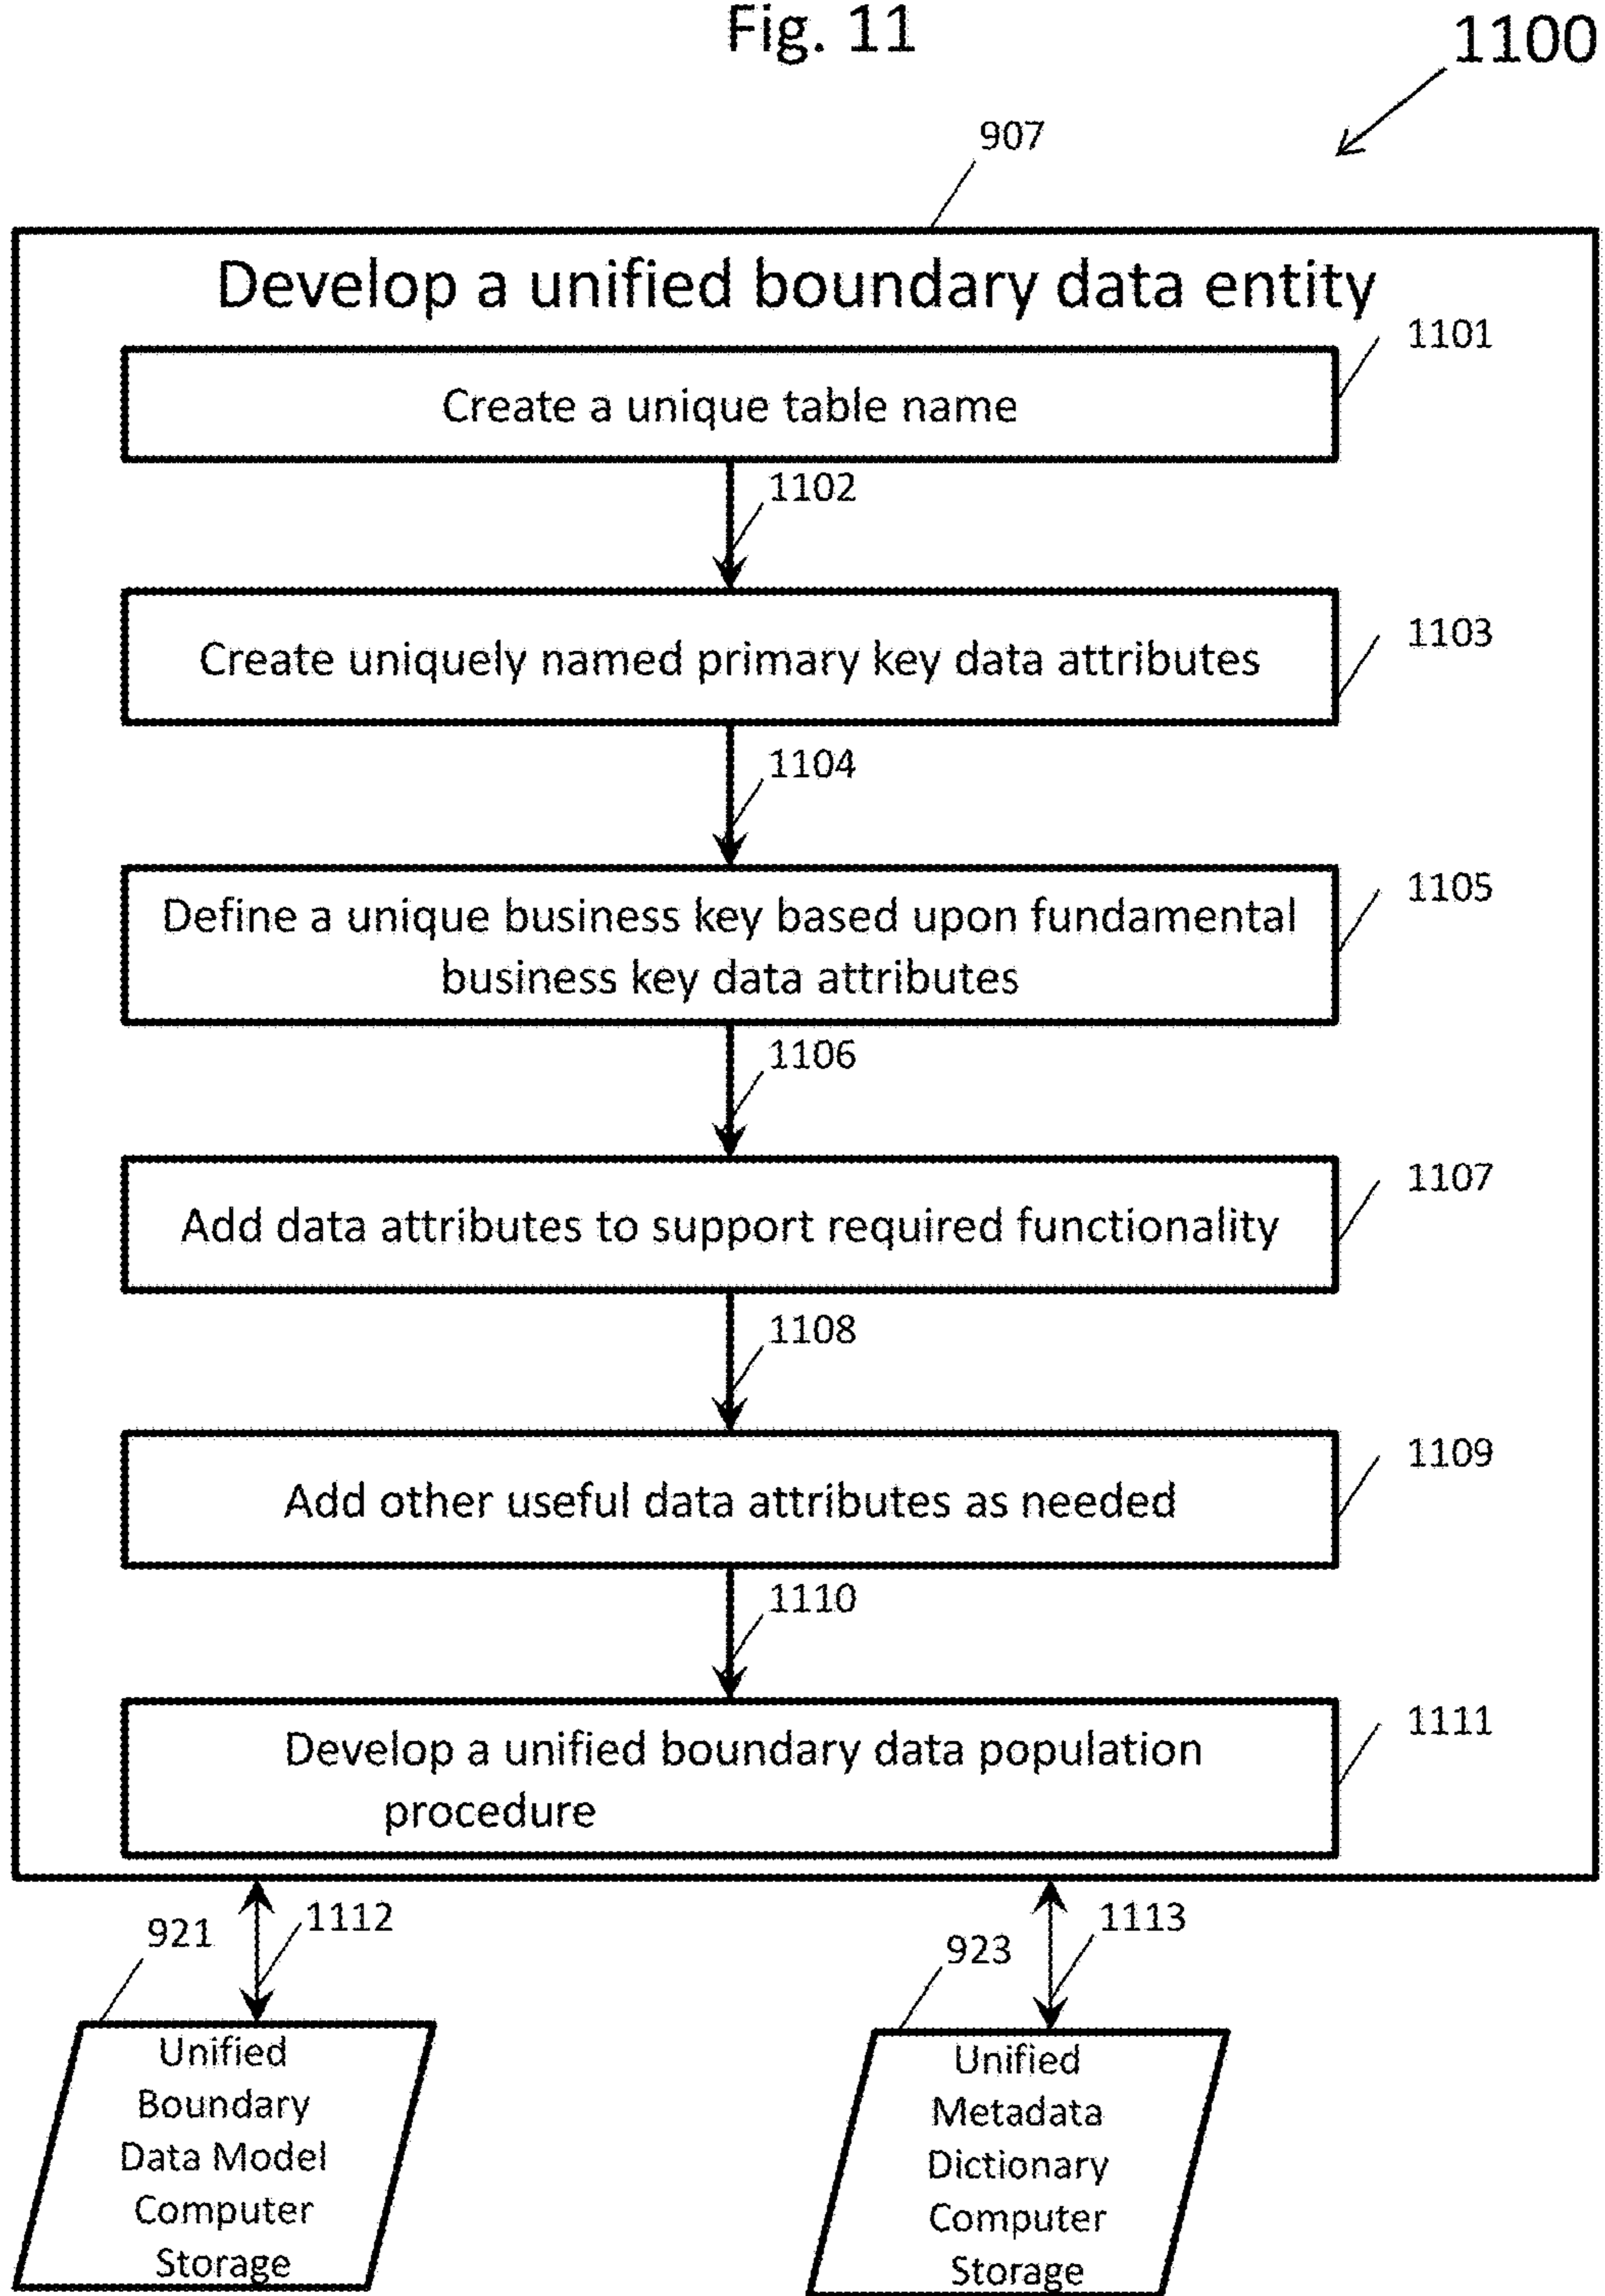 Fig. 11
1100
907
Develop a unified boundary data entity
1101
Create a unique table name
1102
Create uniquely named primary key data attributes
1103
1104
Define a unique business key based upon fundamental
business key data attributes
1105
1106
Add data attributes to support required functionality
1107
1108
Add other useful data attributes as needed
1109
1110
Develop a unified boundary data population
procedure
1111
1112
1113
921
923
Unified
Boundary
Data Model
Computer
Storage
Unified
Metadata
Dictionary
Computer
Storage